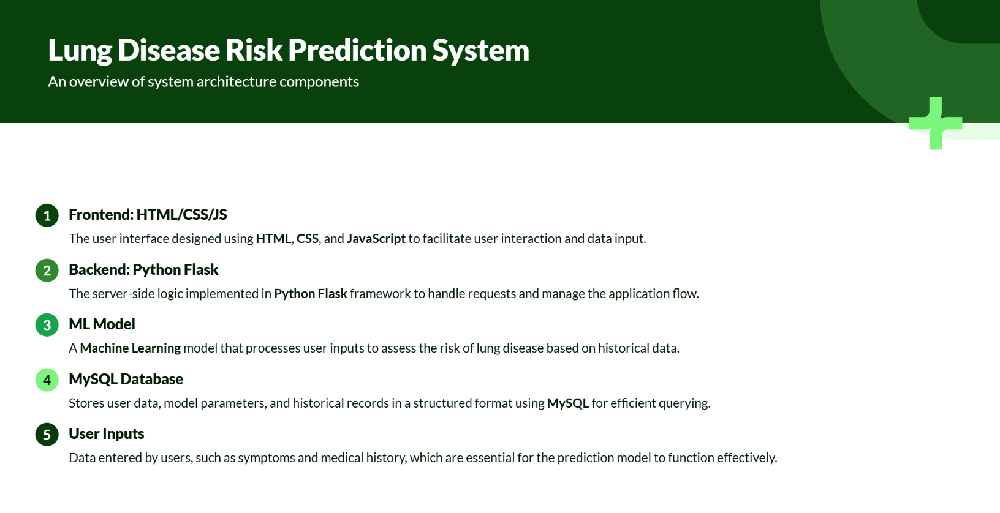 Lung Disease Risk Prediction System
An overview of system architecture components
1 Frontend: HTML/CSS/JS
The user interface designed using HTML, CSS, and JavaScript to facilitate user interaction and data input.
2 Backend: Python Flask
The server-side logic implemented in Python Flask framework to handle requests and manage the application flow.
3 ML Model
A Machine Learning model that processes user inputs to assess the risk of lung disease based on historical data.
4 MySQL Database
Stores user data, model parameters, and historical records in a structured format using MySQL for efficient querying.
5 User Inputs
Data entered by users, such as symptoms and medical history, which are essential for the prediction model to function effectively.